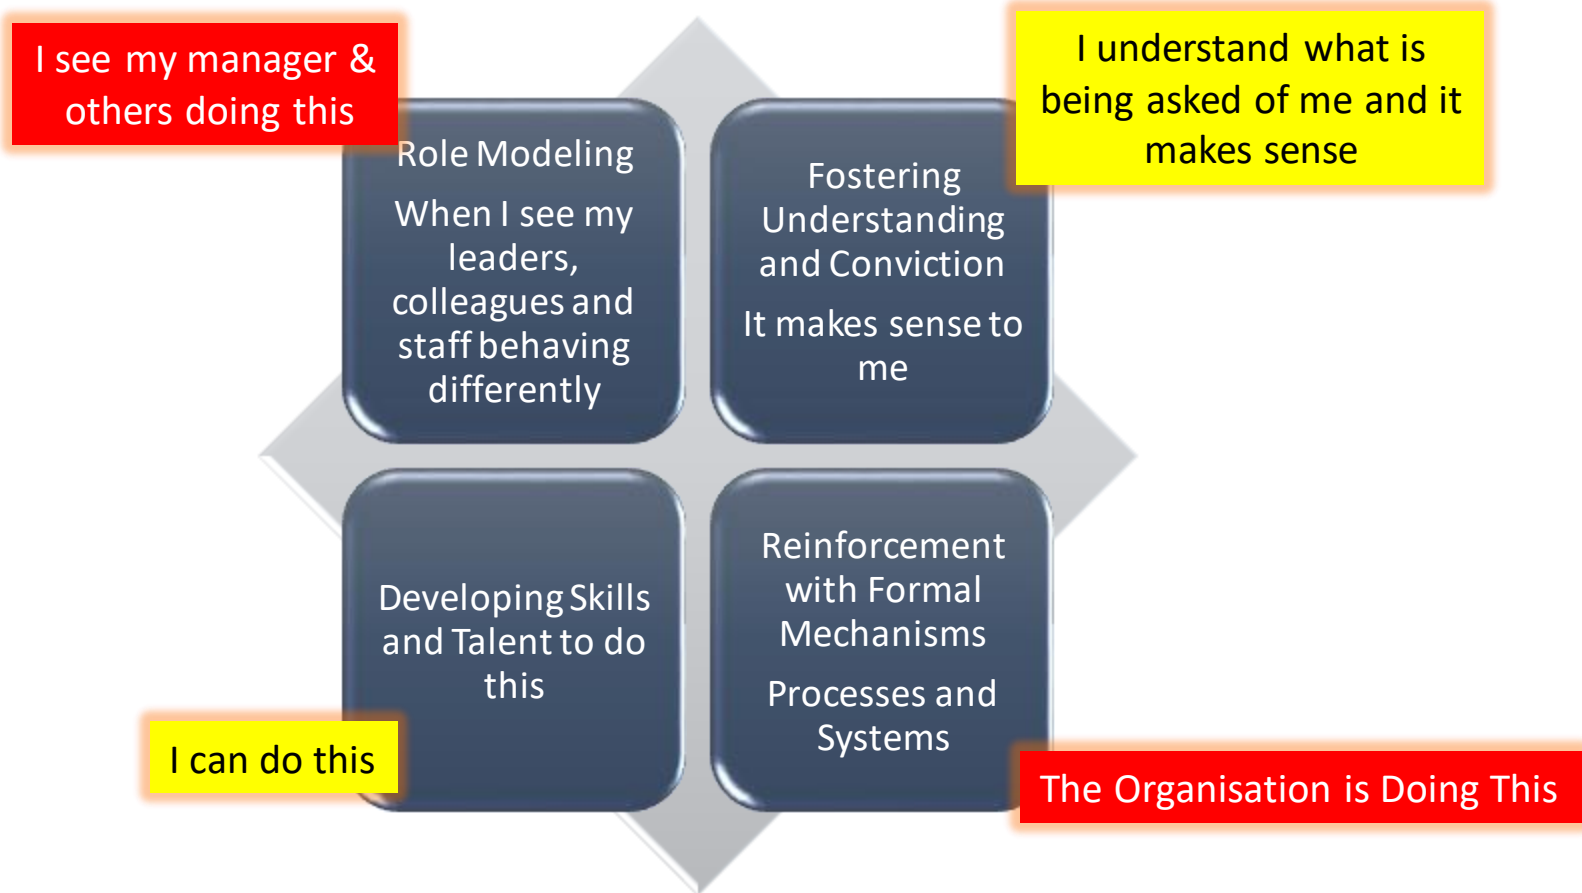 I see my manager &
others doing this
Role Modeling
When I see my
leaders,
colleagues and
staff behaving
differently
I understand what is
being asked of me and it
makes sense
Fostering
Understanding
and Conviction
It makes sense to
me
Developing Skills
and Talent to do
this
I can do this
Reinforcement
with Formal
Mechanisms
Processes and
Systems
The Organisation is Doing This